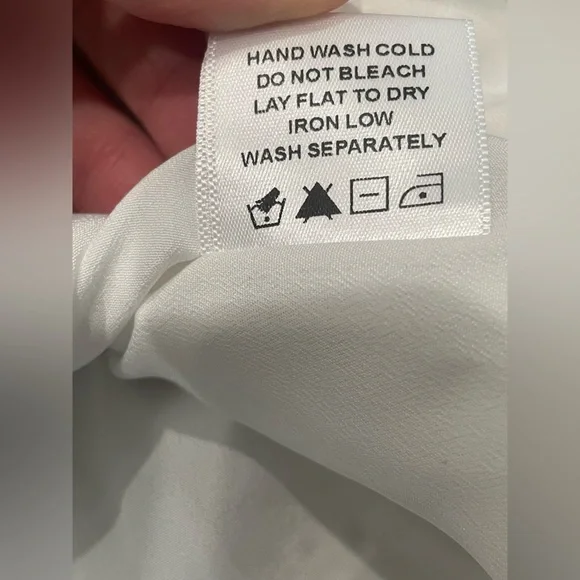 HAND WASH COLD
DO NOT BLEACH
LAY FLAT TO DRY
IRON LOW
WASH SEPARATELY